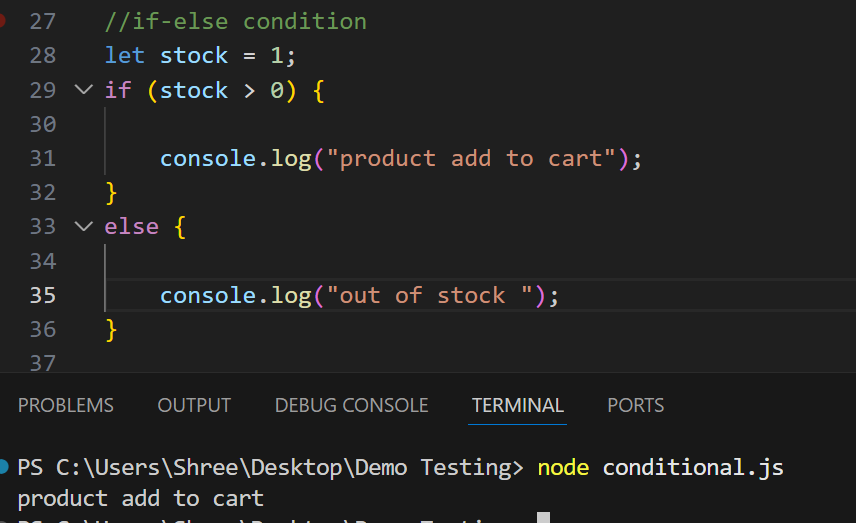 27 //if-else condition
28 let stock = 1;
29 if (stock > 0) {
30
31 console.log("product add to cart");
32 }
33 else {
34
35 console.log("out of stock ");
36 }
37
PROBLEMS OUTPUT DEBUG CONSOLE TERMINAL PORTS
PS C:\Users\Shree\Desktop\Demo Testing> node conditional.js
product add to cart